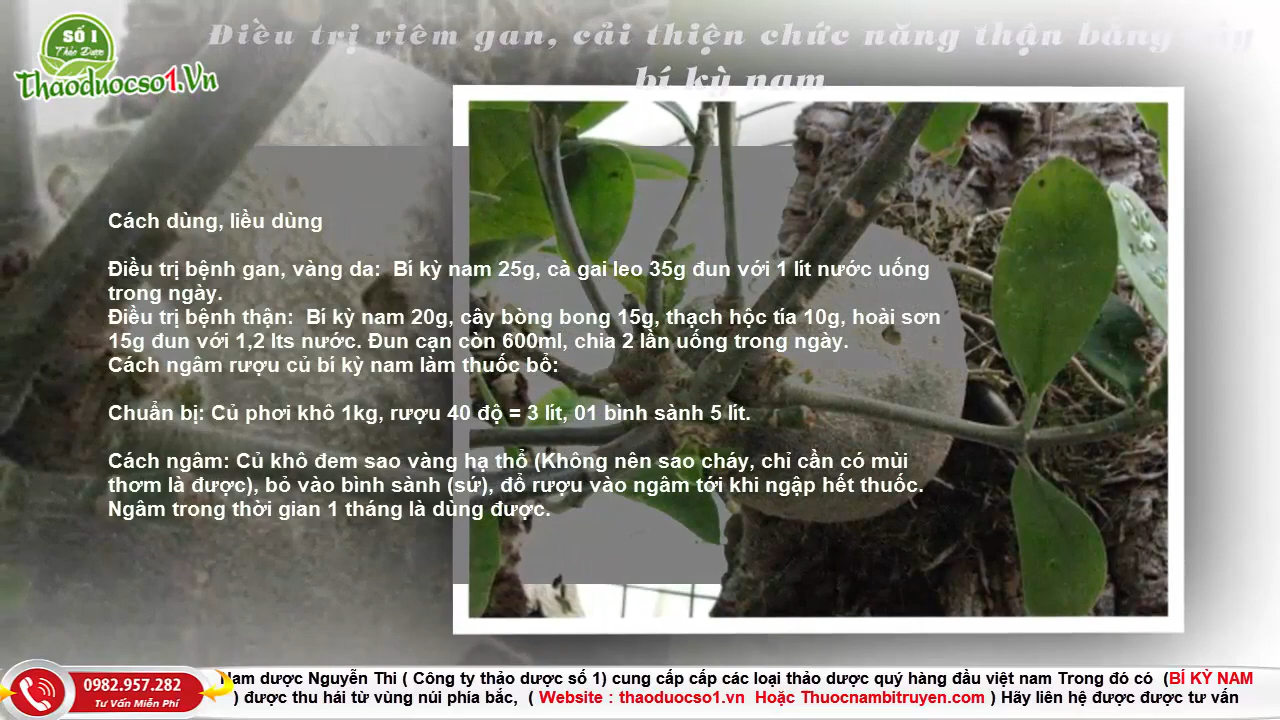 SỐ 1
Thảo Dược
Thaoduocso1.Vn
Điều trị viêm gan, cải thiện chức năng thận bằng
bí kỳ nam
Cách dùng, liều dùng
Điều trị bệnh gan, vàng da: Bí kỳ nam 25g, cà gai leo 35g đun với 1 lít nước uống
trong ngày.
Điều trị bệnh thận: Bí kỳ nam 20g, cây bòng bong 15g, thạch hộc tía 10g, hoài sơn
15g đun với 1,2 lts nước. Đun cạn còn 600ml, chia 2 lần uống trong ngày.
Cách ngâm rượu củ bí kỳ nam làm thuốc bổ:
Chuẩn bị: Củ phơi khô 1kg, rượu 40 độ = 3 lít, 01 bình sành 5 lít.
Cách ngâm: Củ khô đem sao vàng hạ thổ (Không nên sao cháy, chỉ cần có mùi
thơm là được), bỏ vào bình sành (sứ), đổ rượu vào ngâm tới khi ngập hết thuốc.
Ngâm trong thời gian 1 tháng là dùng được.
0982.957.282
Tư Vấn Miễn Phí
Nam dược Nguyễn Thi ( Công ty thảo dược số 1) cung cấp cấp các loại thảo dược quý hàng đầu việt nam Trong đó có (BÍ KỲ NAM
) được thu hái từ vùng núi phía bắc, ( Website : thaoduocso1.vn Hoặc Thuocnambitruyen.com ) Hãy liên hệ được được tư vấn